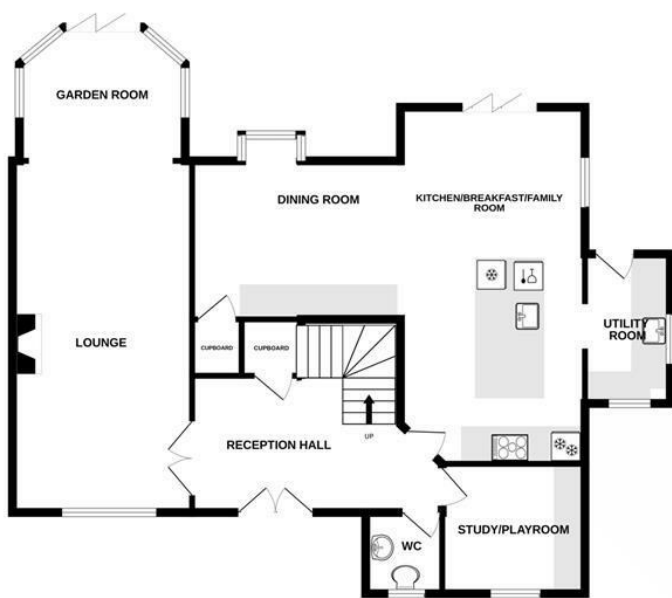 GARDEN ROOM
DINING ROOM
KITCHEN/BREAKFAST/FAMILY
ROOM
LOUNGE
CUPBOARD
CUPBOARD
UTILITY
ROOM
UP
RECEPTION HALL
STUDY/PLAYROOM
WC